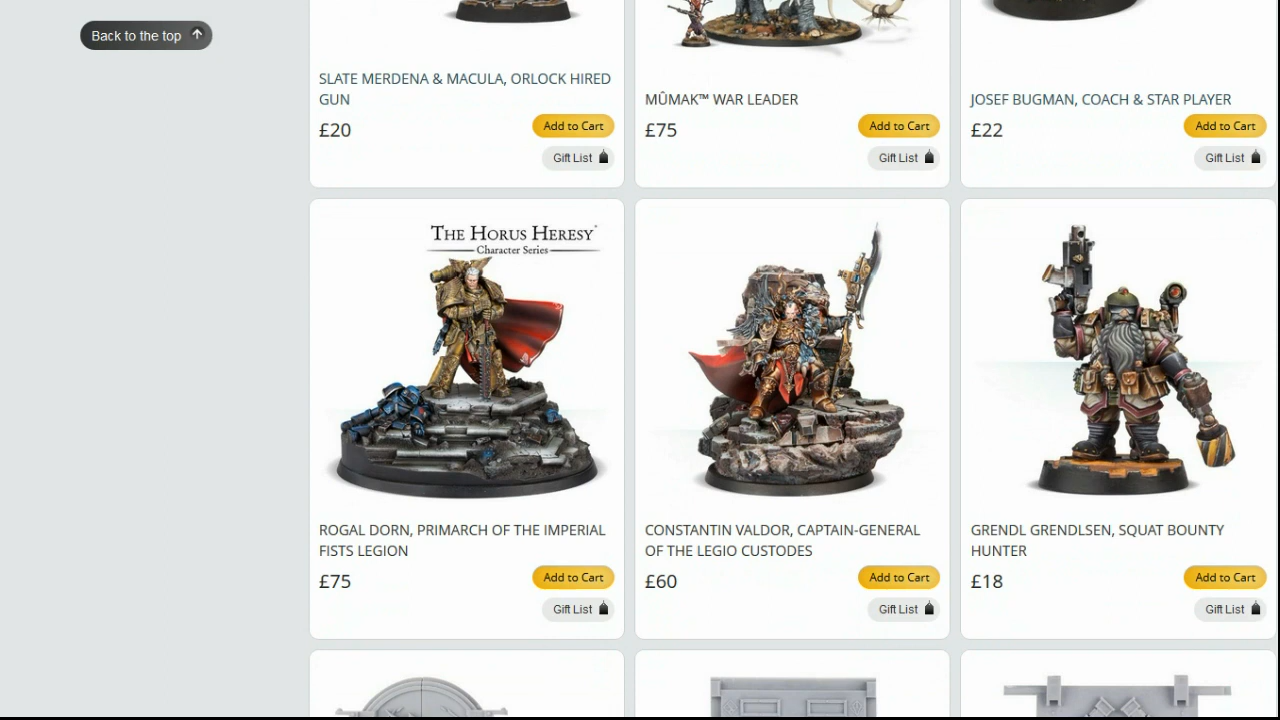 Back to the top
SLATE MERDENA & MACULA, ORLOCK HIRED
GUN
£20
Add to Cart
Gift List
MÛMAK™ WAR LEADER
£75
Add to Cart
Gift List
JOSEF BUGMAN, COACH & STAR PLAYER
£22
Add to Cart
Gift List
THE HORUS HERESY
Character Series
ROGAL DORN, PRIMARCH OF THE IMPERIAL
FISTS LEGION
£75
Add to Cart
Gift List
CONSTANTIN VALDOR, CAPTAIN-GENERAL
OF THE LEGIO CUSTODES
£60
Add to Cart
Gift List
GRENDL GRENDLSEN, SQUAT BOUNTY
HUNTER
£18
Add to Cart
Gift List